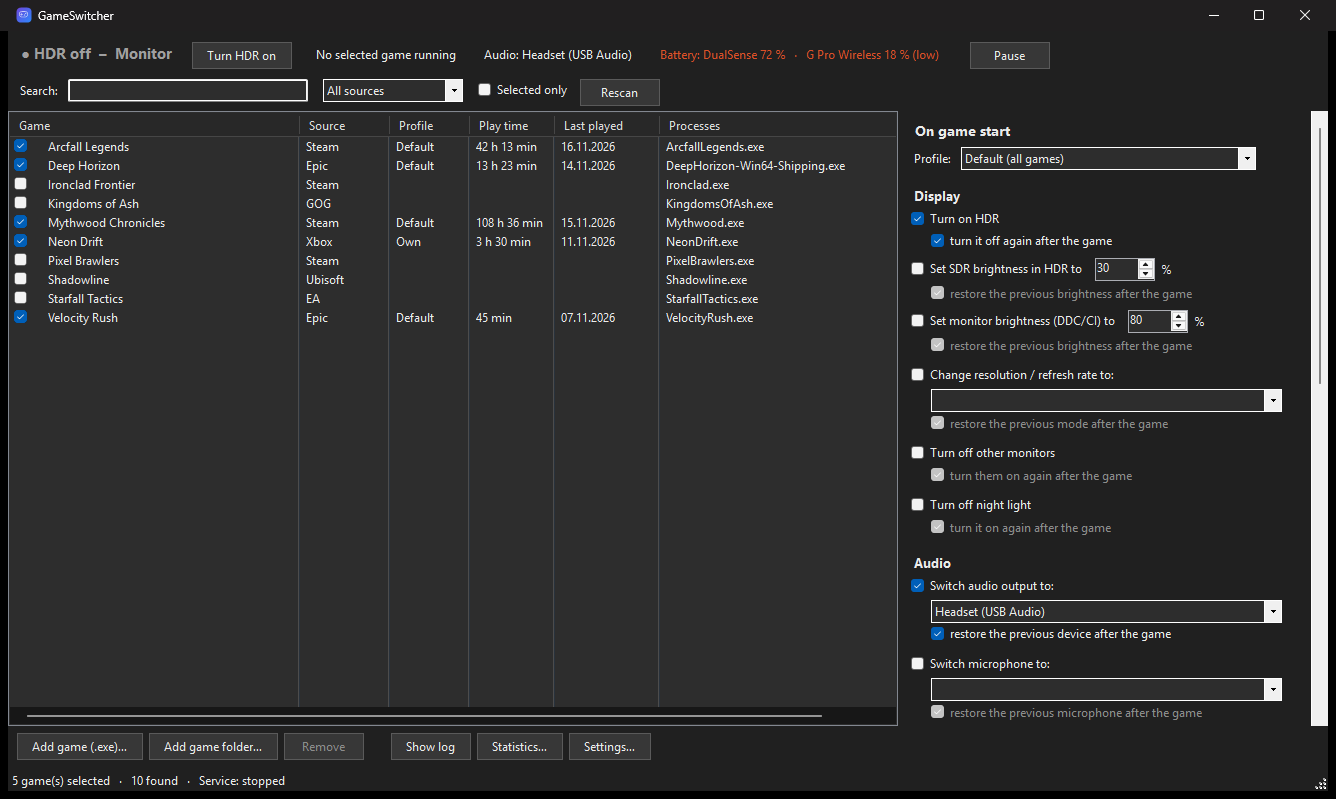 GameSwitcher
● HDR off – Monitor Turn HDR on No selected game running Audio: Headset (USB Audio) Battery: DualSense 72 % · G Pro Wireless 18 % (low) Pause
Search: All sources Selected only Rescan
Game Source Profile Play time Last played Processes
Arcfall Legends Steam Default 42 h 13 min 16.11.2026 ArcfallLegends.exe
Deep Horizon Epic Default 13 h 23 min 14.11.2026 DeepHorizon-Win64-Shipping.exe
Ironclad Frontier Steam Ironclad.exe
Kingdoms of Ash GOG KingdomsOfAsh.exe
Mythwood Chronicles Steam Default 108 h 36 min 15.11.2026 Mythwood.exe
Neon Drift Xbox Own 3 h 30 min 11.11.2026 NeonDrift.exe
Pixel Brawlers Steam PixelBrawlers.exe
Shadowline Ubisoft Shadowline.exe
Starfall Tactics EA StarfallTactics.exe
Velocity Rush Epic Default 45 min 07.11.2026 VelocityRush.exe
On game start
Profile: Default (all games)
Display
Turn on HDR
turn it off again after the game
Set SDR brightness in HDR to 30 %
restore the previous brightness after the game
Set monitor brightness (DDC/CI) to 80 %
restore the previous brightness after the game
Change resolution / refresh rate to:
restore the previous mode after the game
Turn off other monitors
turn them on again after the game
Turn off night light
turn it on again after the game
Audio
Switch audio output to:
Headset (USB Audio)
restore the previous device after the game
Switch microphone to:
restore the previous microphone after the game
Add game (.exe)... Add game folder... Remove Show log Statistics... Settings...
5 game(s) selected · 10 found · Service: stopped